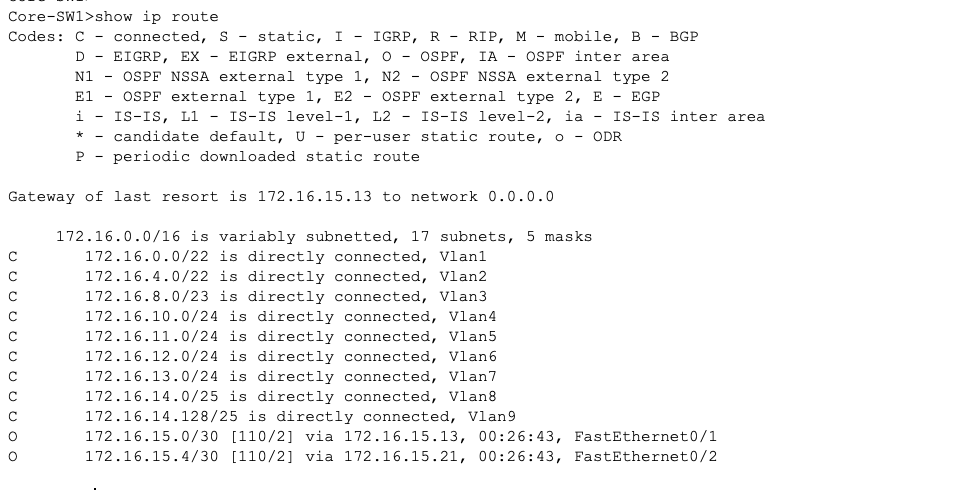 Core-SW1>show ip route
Codes: C - connected, S - static, I - IGRP, R - RIP, M - mobile, B - BGP
D - EIGRP, EX - EIGRP external, O - OSPF, IA - OSPF inter area
N1 - OSPF NSSA external type 1, N2 - OSPF NSSA external type 2
E1 - OSPF external type 1, E2 - OSPF external type 2, E - EGP
i - IS-IS, L1 - IS-IS level-1, L2 - IS-IS level-2, ia - IS-IS inter area
* - candidate default, U - per-user static route, o - ODR
P - periodic downloaded static route
Gateway of last resort is 172.16.15.13 to network 0.0.0.0
172.16.0.0/16 is variably subnetted, 17 subnets, 5 masks
C 172.16.0.0/22 is directly connected, Vlan1
C 172.16.4.0/22 is directly connected, Vlan2
C 172.16.8.0/23 is directly connected, Vlan3
C 172.16.10.0/24 is directly connected, Vlan4
C 172.16.11.0/24 is directly connected, Vlan5
C 172.16.12.0/24 is directly connected, Vlan6
C 172.16.13.0/24 is directly connected, Vlan7
C 172.16.14.0/25 is directly connected, Vlan8
C 172.16.14.128/25 is directly connected, Vlan9
O 172.16.15.0/30 [110/2] via 172.16.15.13, 00:26:43, FastEthernet0/1
O 172.16.15.4/30 [110/2] via 172.16.15.21, 00:26:43, FastEthernet0/2